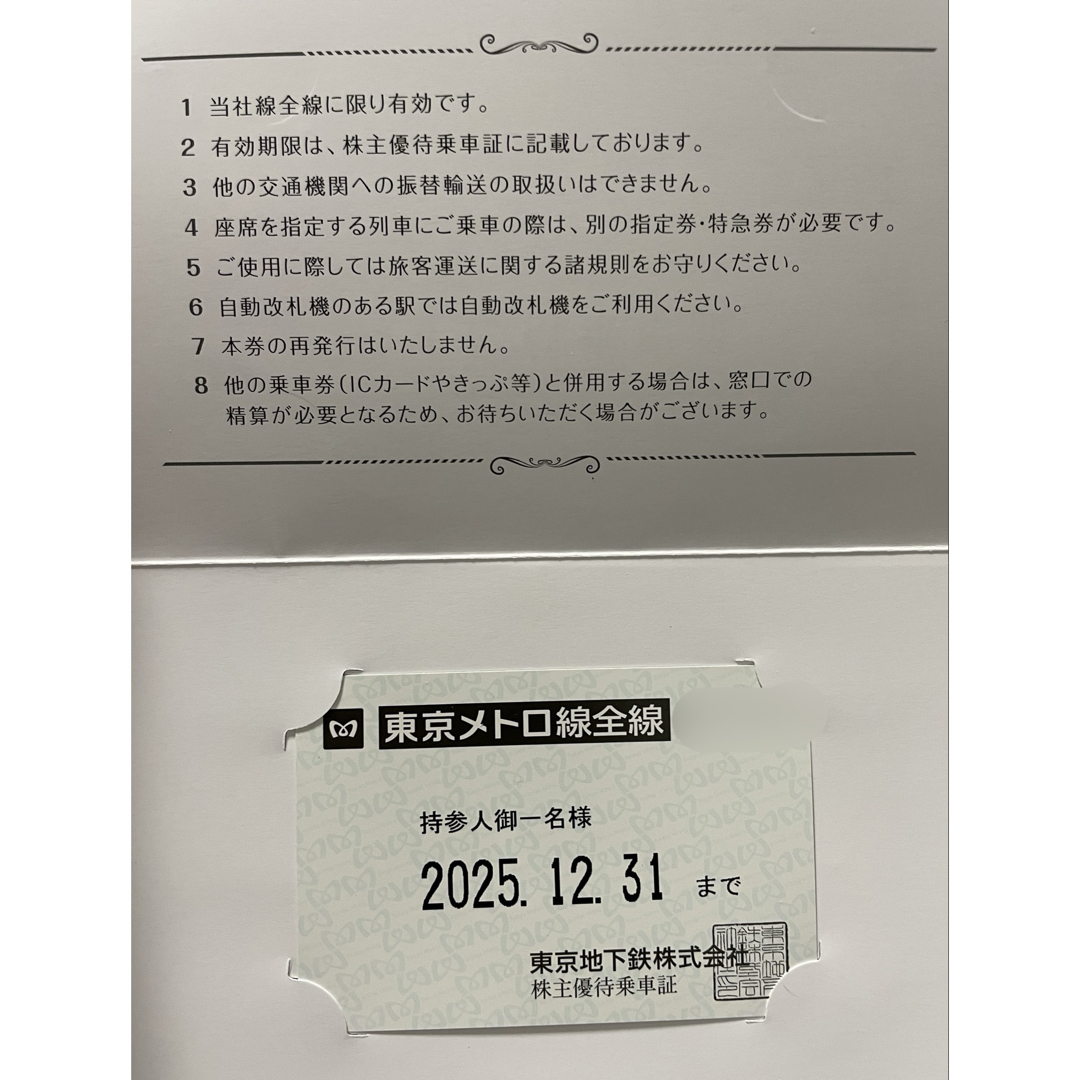 1 当社線全線に限り有効です。
2 有効期限は、株主優待乗車証に記載しております。
3 他の交通機関への振替輸送の取扱いはできません。
4 座席を指定する列車にご乗車の際は、別の指定券・特急券が必要です。
5 ご使用に際しては旅客運送に関する諸規則をお守りください。
6 自動改札機のある駅では自動改札機をご利用ください。
7 本券の再発行はいたしません。
8 他の乗車券(ICカードやきっぷ等)と併用する場合は、窓口での
精算が必要となるため、お待ちいただく場合がございます。
東京メトロ線全線
持参人御一名様
2025.12.31 まで
東京地下鉄株式会社
株主優待乗車証